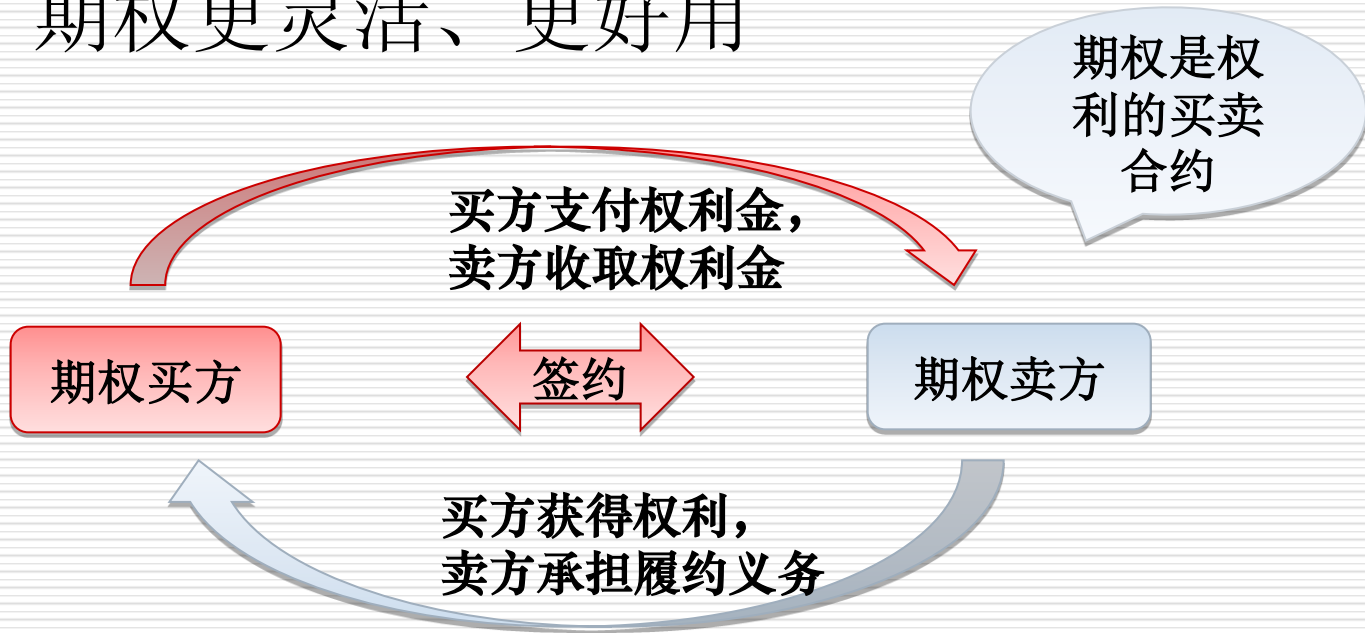 期权更灵活、更好用
期权是权
利的买卖
合约
买方支付权利金，
卖方收取权利金
期权买方
签约
期权卖方
买方获得权利，
卖方承担履约义务